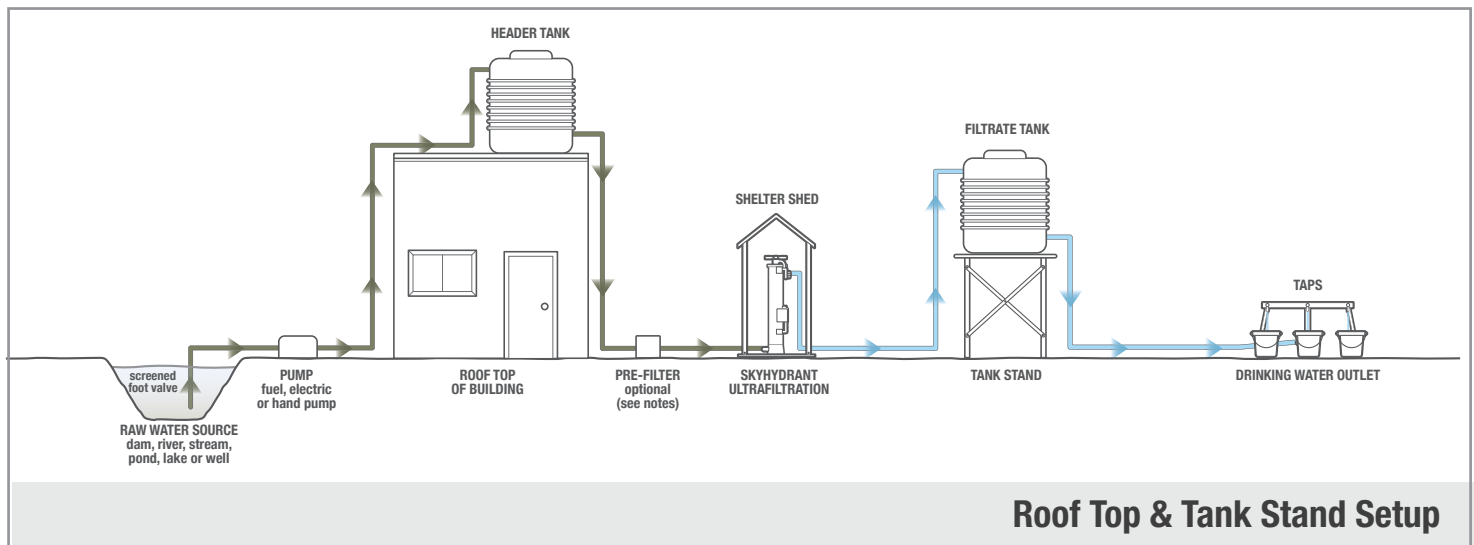 HEADER TANK
FILTRATE TANK
SHELTER SHED
TAPS
screened
foot valve
RAW WATER SOURCE
dam, river, stream,
pond, lake or well
PUMP
fuel, electric
or hand pump
ROOF TOP
OF BUILDING
PRE-FILTER
optional
(see notes)
SKYHYDRANT
ULTRAFILTRATION
TANK STAND
DRINKING WATER OUTLET
Roof Top & Tank Stand Setup